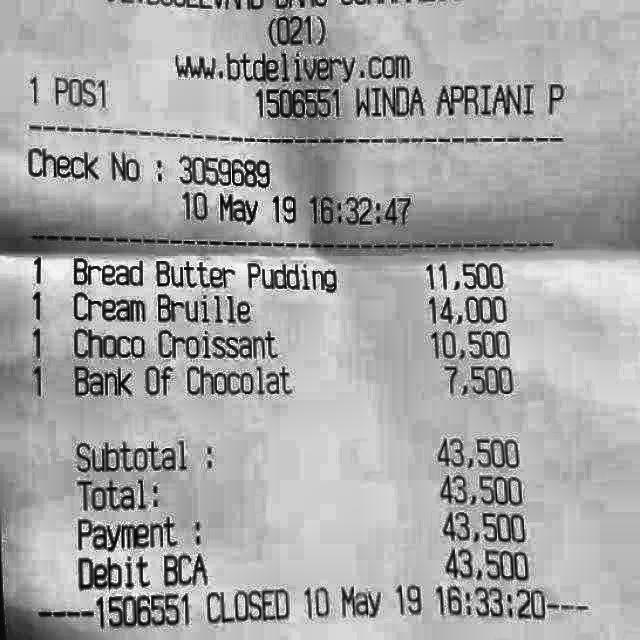 (021)
www.btdelivery.com
1 POS1 1506551 WINDA APRIANI P
Check No : 3059689
10 May 19 16:32:47
1 Bread Butter Pudding 11,500
1 Cream Bruille 14,000
1 Choco Croissant 10,500
1 Bank Of Chocolat 7,500
Subtotal : 43,500
Total: 43,500
Payment : 43,500
Debit BCA 43,500
----1506551 CLOSED 10 May 19 16:33:20---